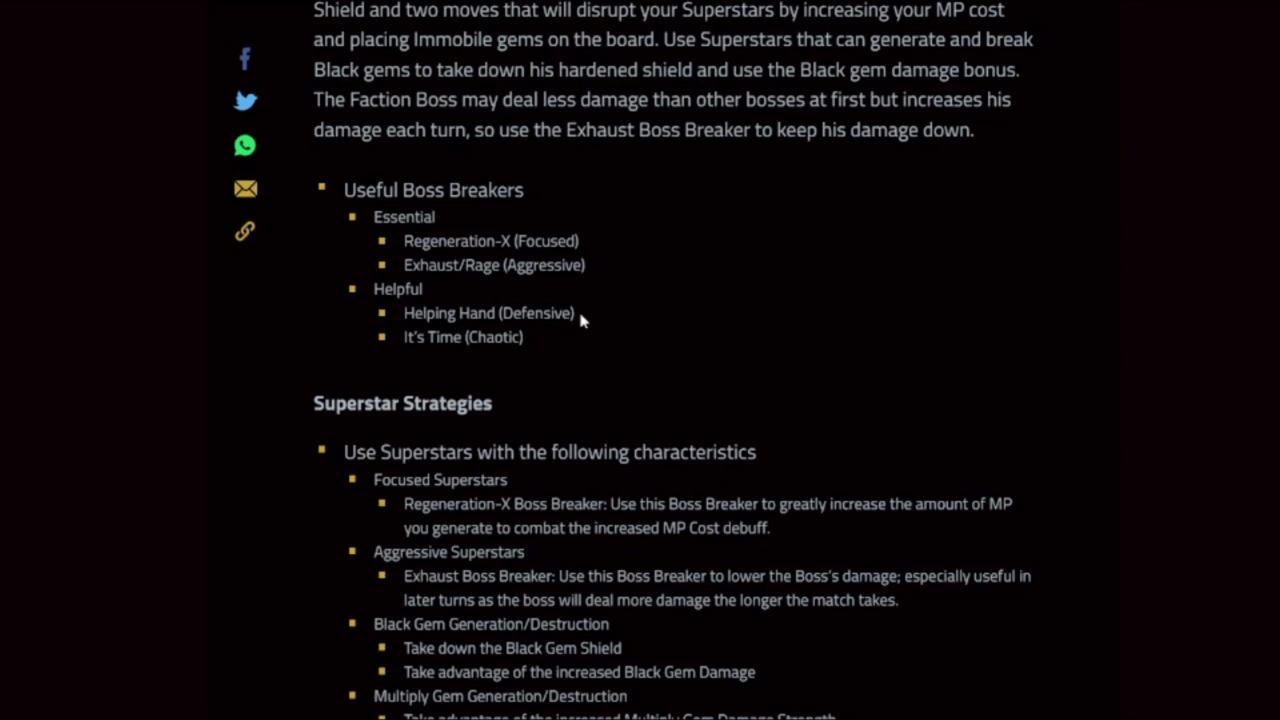 Shield and two moves that will disrupt your Superstars by increasing your MP cost
and placing Immobile gems on the board. Use Superstars that can generate and break
Black gems to take down his hardened shield and use the Black gem damage bonus.
The Faction Boss may deal less damage than other bosses at first but increases his
damage each turn, so use the Exhaust Boss Breaker to keep his damage down.
Useful Boss Breakers
Essential
Regeneration-X (Focused)
Exhaust/Rage (Aggressive)
Helpful
Helping Hand (Defensive)
It's Time (Chaotic)
Superstar Strategies
Use Superstars with the following characteristics
Focused Superstars
Regeneration-X Boss Breaker: Use this Boss Breaker to greatly increase the amount of MP
you generate to combat the increased MP Cost debuff.
Aggressive Superstars
Exhaust Boss Breaker: Use this Boss Breaker to lower the Boss's damage; especially useful in
later turns as the boss will deal more damage the longer the match takes.
Black Gem Generation/Destruction
Take down the Black Gem Shield
Take advantage of the increased Black Gem Damage
Multiply Gem Generation/Destruction
Take advantage of the increased Multiply Gem Damage Strength